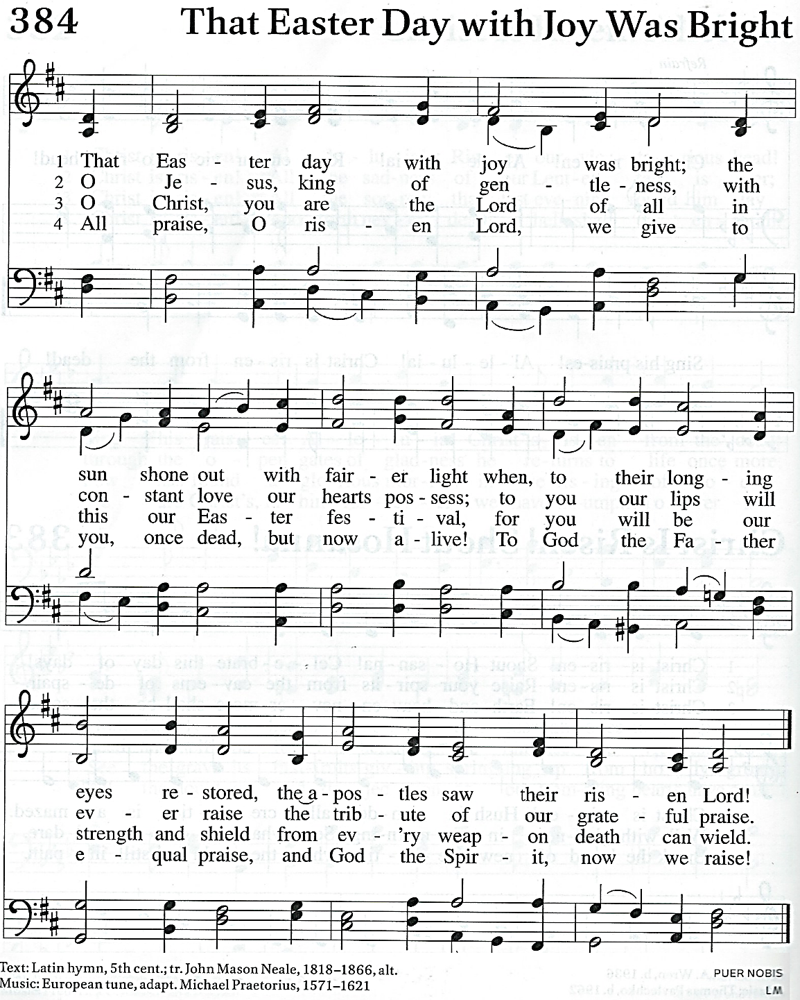 384 That Easter Day with Joy Was Bright
1 That Eas - ter day with joy was bright; the
2 O Je - sus, king of gen - tle - ness, with
3 O Christ, you are the Lord of all in
4 All praise, O ris - en Lord, we give to
sun shone out with fair - er light when, to their long - ing
con - stant love our hearts pos - sess; to you our lips will
this our Eas - ter fes - ti - val, for you will be our
you, once dead, but now a - live! To God the Fa - ther
eyes re - stored, the a - pos - tles saw their ris - en Lord!
ev - er raise the trib - ute of our grate - ful praise.
strength and shield from ev - 'ry weap - on death can wield.
e - qual praise, and God the Spir - it, now we raise!
Text: Latin hymn, 5th cent.; tr. John Mason Neale, 1818–1866, alt.
Music: European tune, adapt. Michael Praetorius, 1571–1621
PUER NOBIS
LM